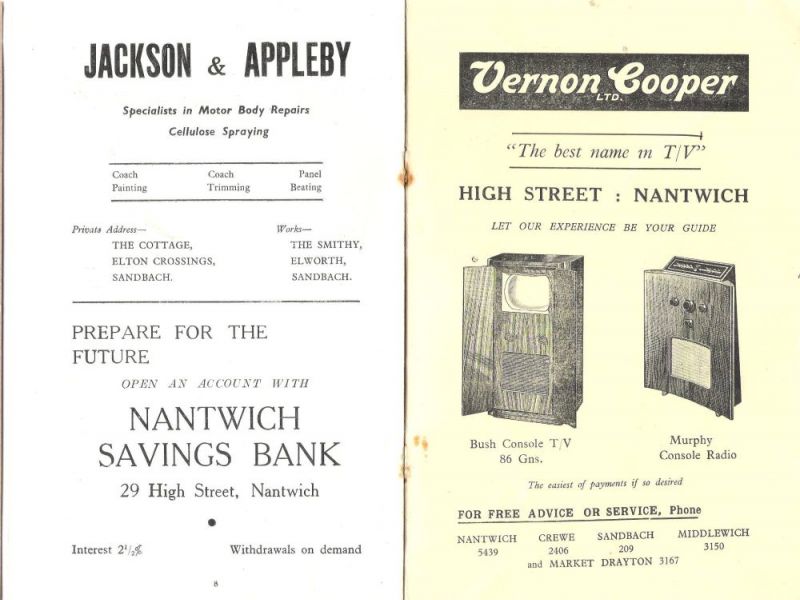 JACKSON & APPLEBY
Specialists in Motor Body Repairs
Cellulose Spraying
Coach Painting
Coach Trimming
Panel Beating
Private Address—
THE COTTAGE,
ELTON CROSSINGS,
SANDBACH.
Works—
THE SMITHY,
ELWORTH,
SANDBACH.
PREPARE FOR THE
FUTURE
OPEN AN ACCOUNT WITH
NANTWICH
SAVINGS BANK
29 High Street, Nantwich
Interest 2½% Withdrawals on demand
8
Vernon Cooper
LTD.
"The best name in T/V"
HIGH STREET : NANTWICH
LET OUR EXPERIENCE BE YOUR GUIDE
Bush Console T/V
86 Gns.
Murphy
Console Radio
The easiest of payments if so desired
FOR FREE ADVICE OR SERVICE, Phone
NANTWICH CREWE SANDBACH MIDDLEWICH
5439 2406 209 3150
and MARKET DRAYTON 3167